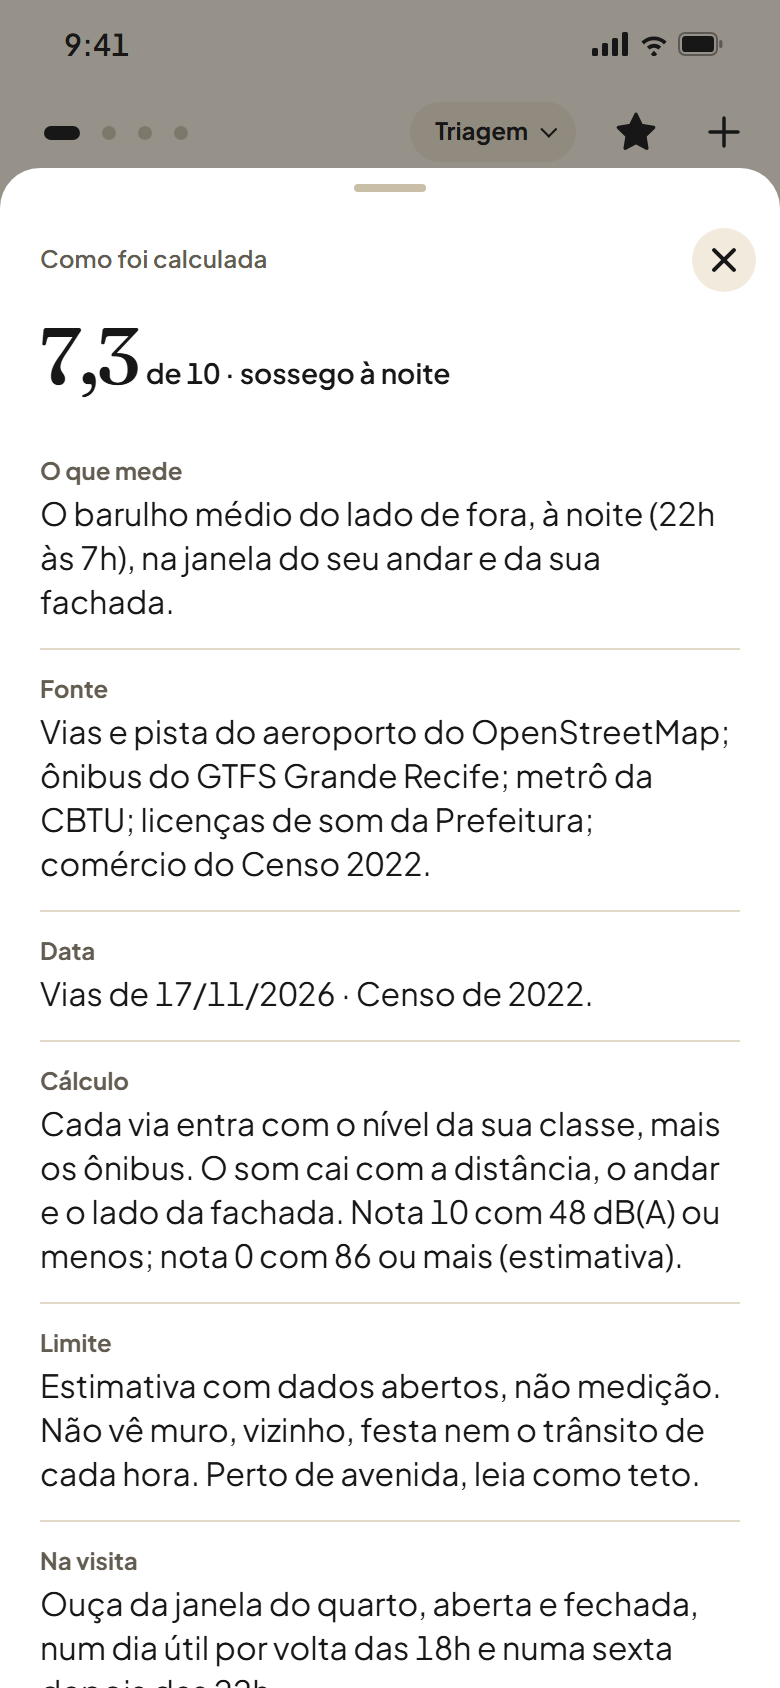 9:41
Triagem
Como foi calculada
7,3 de 10 · sossego à noite
O que mede
O barulho médio do lado de fora, à noite (22h
às 7h), na janela do seu andar e da sua
fachada.
Fonte
Vias e pista do aeroporto do OpenStreetMap;
ônibus do GTFS Grande Recife; metrô da
CBTU; licenças de som da Prefeitura;
comércio do Censo 2022.
Data
Vias de 17/11/2026 · Censo de 2022.
Cálculo
Cada via entra com o nível da sua classe, mais
os ônibus. O som cai com a distância, o andar
e o lado da fachada. Nota 10 com 48 dB(A) ou
menos; nota 0 com 86 ou mais (estimativa).
Limite
Estimativa com dados abertos, não medição.
Não vê muro, vizinho, festa nem o trânsito de
cada hora. Perto de avenida, leia como teto.
Na visita
Ouça da janela do quarto, aberta e fechada,
num dia útil por volta das 18h e numa sexta
depois das 22h